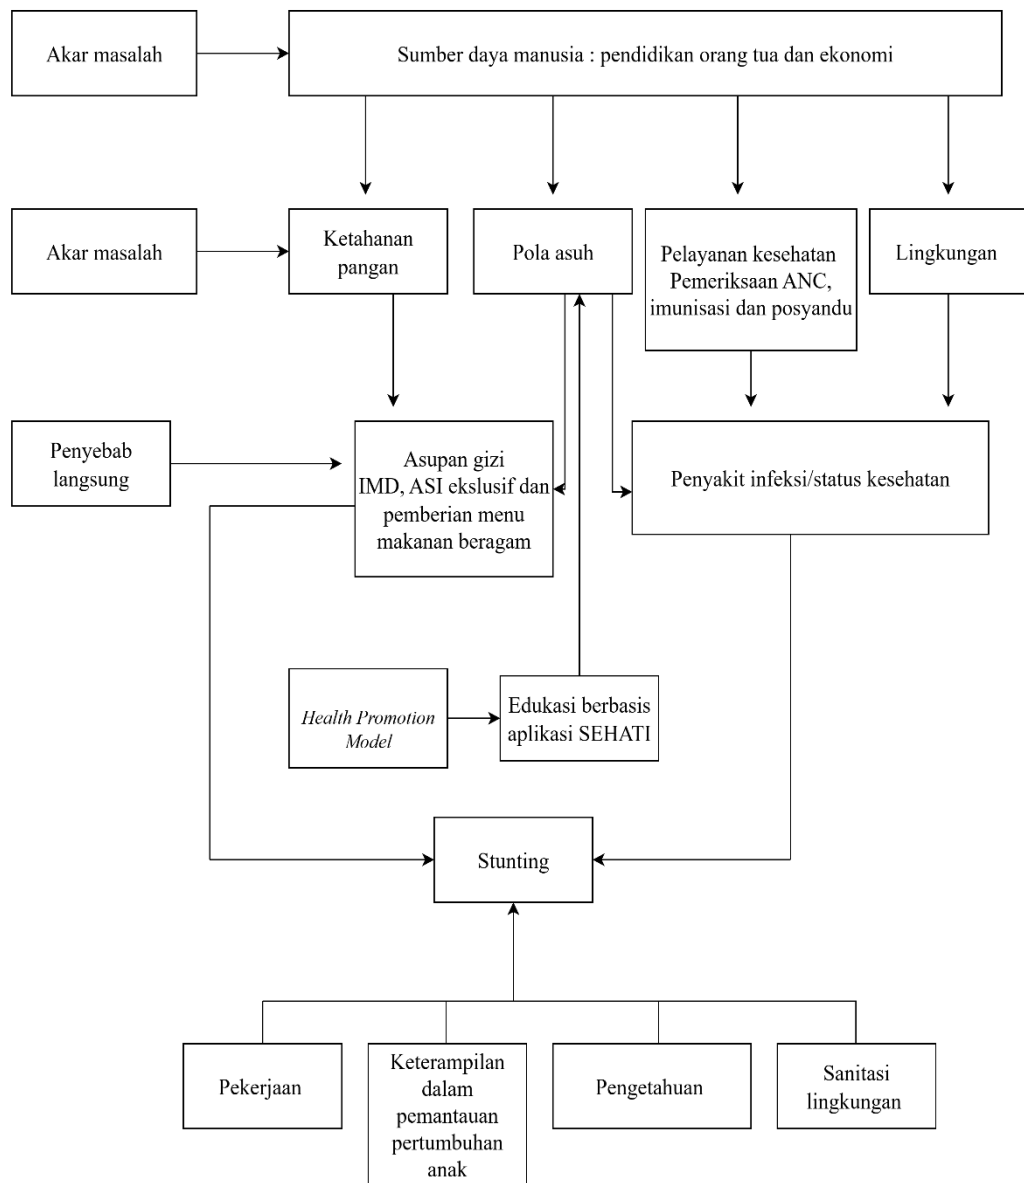 Akar masalah
Sumber daya manusia : pendidikan orang tua dan ekonomi
Akar masalah
Ketahanan
pangan
Pola asuh
Pelayanan kesehatan
Pemeriksaan ANC,
imunisasi dan posyandu
Lingkungan
Penyebab
langsung
Asupan gizi
IMD, ASI ekslusif dan
pemberian menu
makanan beragam
Penyakit infeksi/status kesehatan
Health Promotion
Model
Edukasi berbasis
aplikasi SEHATI
Stunting
Pekerjaan
Keterampilan
dalam
pemantauan
pertumbuhan
anak
Pengetahuan
Sanitasi
lingkungan